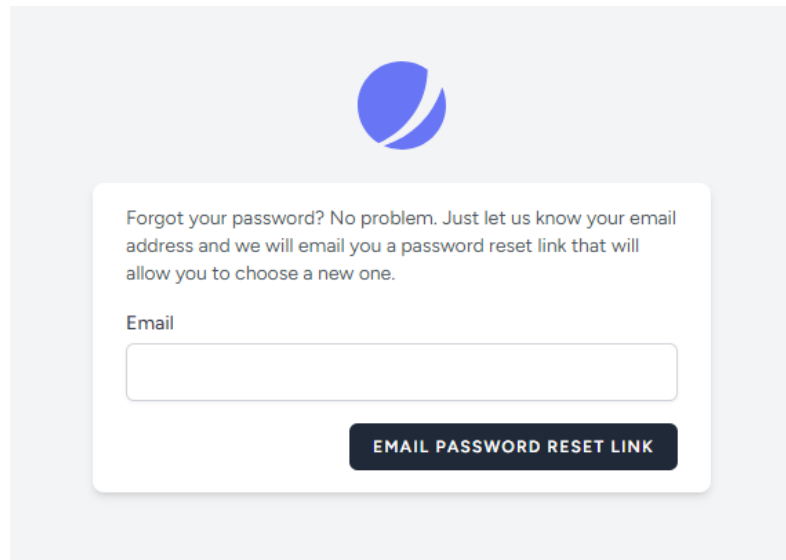 Forgot your password? No problem. Just let us know your email
address and we will email you a password reset link that will
allow you to choose a new one.
Email
EMAIL PASSWORD RESET LINK